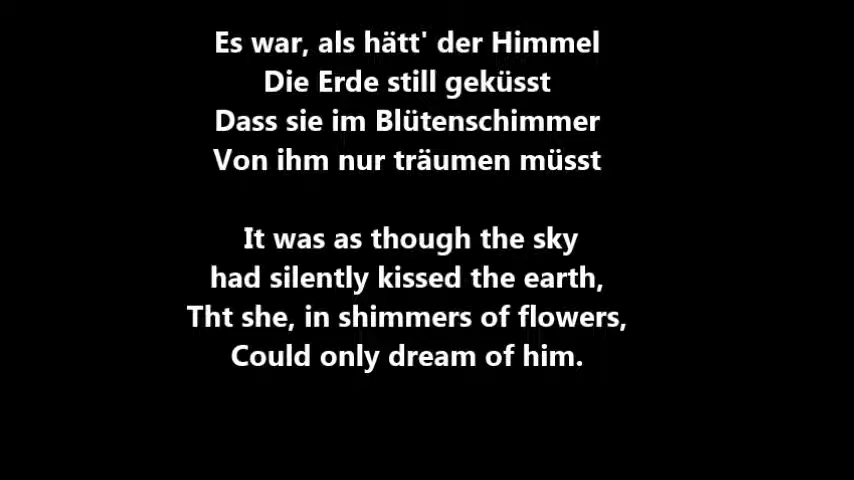 Es war, als hätt' der Himmel
Die Erde still geküsst
Dass sie im Blütenschimmer
Von ihm nur träumen müsst
It was as though the sky
had silently kissed the earth,
Tht she, in shimmers of flowers,
Could only dream of him.